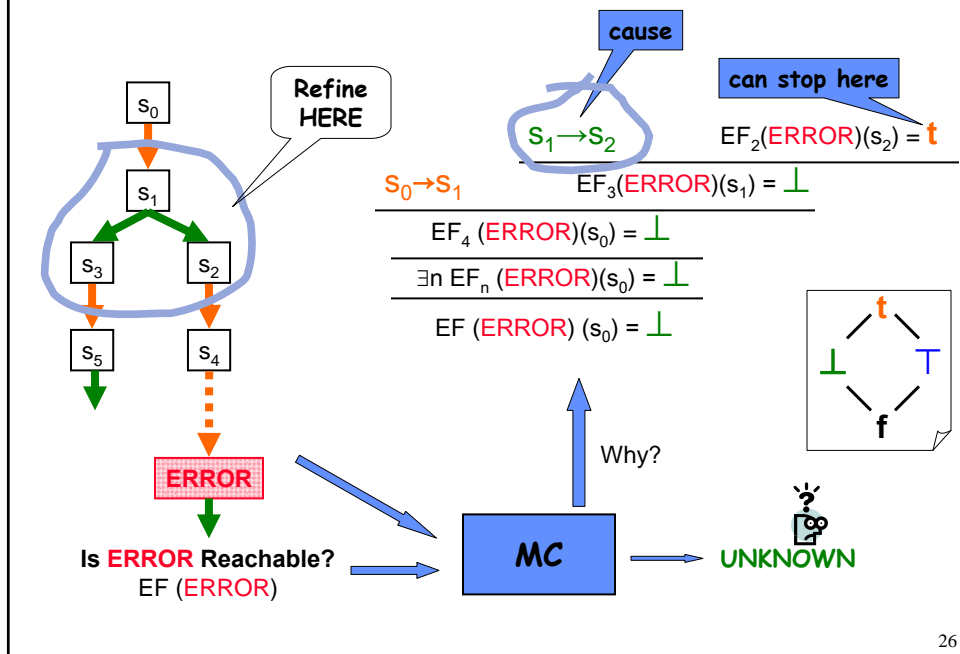 cause
can stop here
Refine
HERE
s₀
s₁
s₃
s₂
s₅
s₄
s₁→s₂
EF₂(ERROR)(s₂) = t
s₀→s₁
EF₃(ERROR)(s₁) = ⊥
EF₄ (ERROR)(s₀) = ⊥
∃n EFₙ (ERROR)(s₀) = ⊥
EF (ERROR) (s₀) = ⊥
t
⊥ ⊤
f
Why?
ERROR
Is ERROR Reachable?
EF (ERROR)
MC
?
UNKNOWN
26